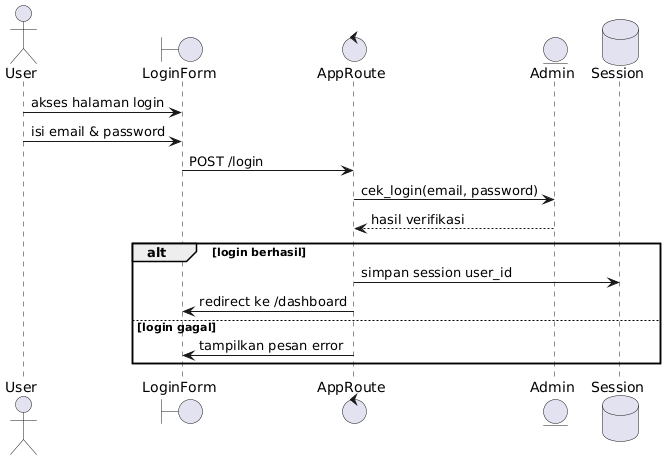 User
LoginForm
AppRoute
Admin
Session
akses halaman login
isi email & password
POST /login
cek_login(email, password)
hasil verifikasi
alt [login berhasil]
simpan session user_id
redirect ke /dashboard
[login gagal]
tampilkan pesan error
User
LoginForm
AppRoute
Admin
Session